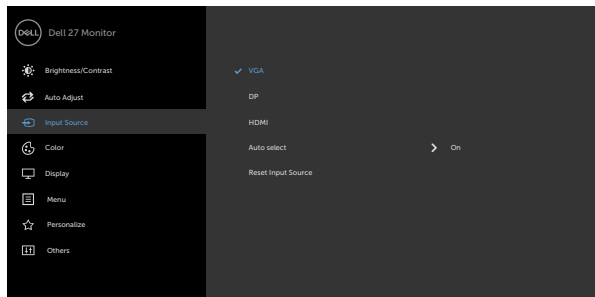 DELL Dell 27 Monitor
Brightness/Contrast
Auto Adjust
Input Source
Color
Display
Menu
Personalize
Others
VGA
DP
HDMI
Auto select On
Reset Input Source